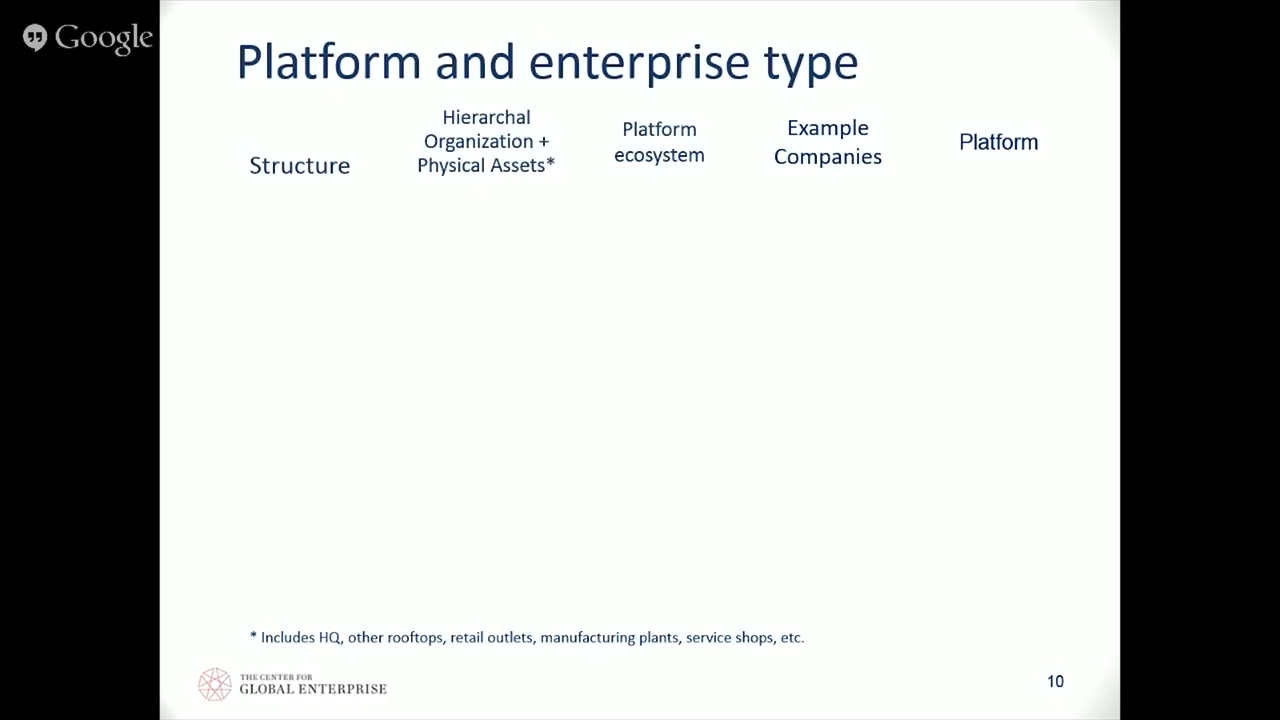 Google
Platform and enterprise type
Structure
Hierarchal
Organization +
Physical Assets*
Platform
ecosystem
Example
Companies
Platform
* Includes HQ, other rooftops, retail outlets, manufacturing plants, service shops, etc.
THE CENTER FOR
GLOBAL ENTERPRISE
10